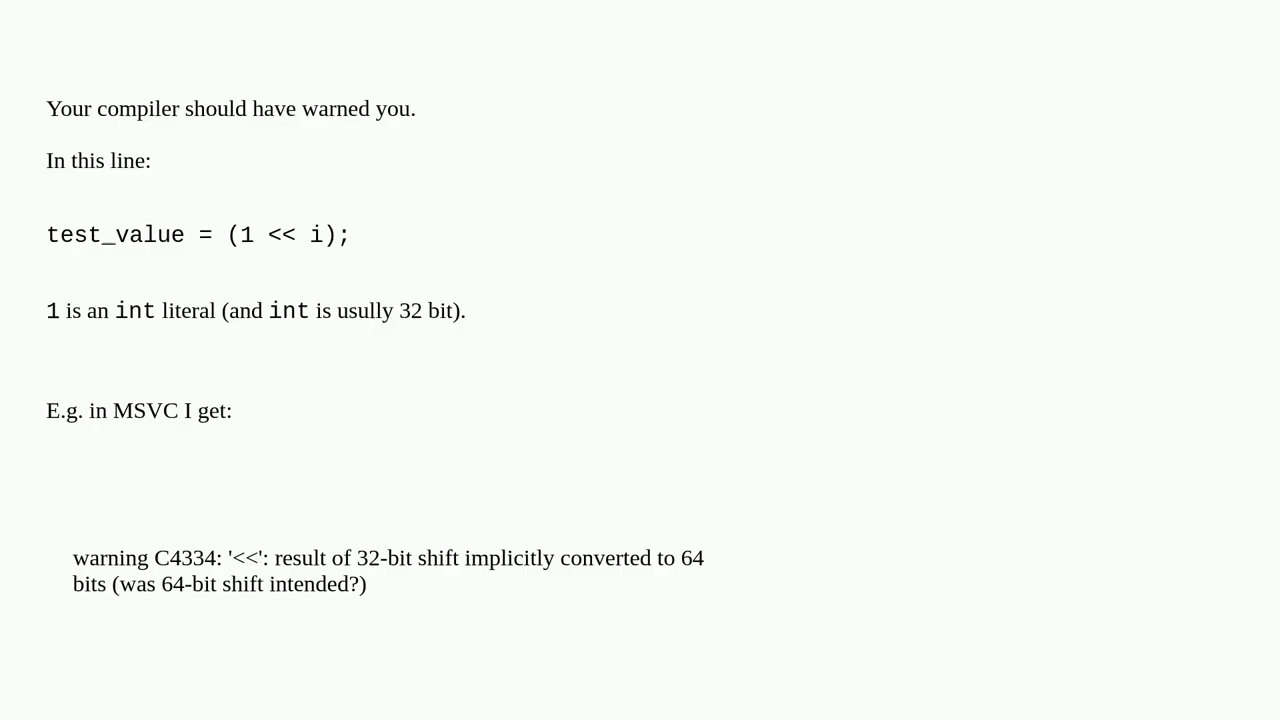 Your compiler should have warned you.
In this line:
test_value = (1 << i);
1 is an int literal (and int is usully 32 bit).
E.g. in MSVC I get:
warning C4334: '<<': result of 32-bit shift implicitly converted to 64
bits (was 64-bit shift intended?)